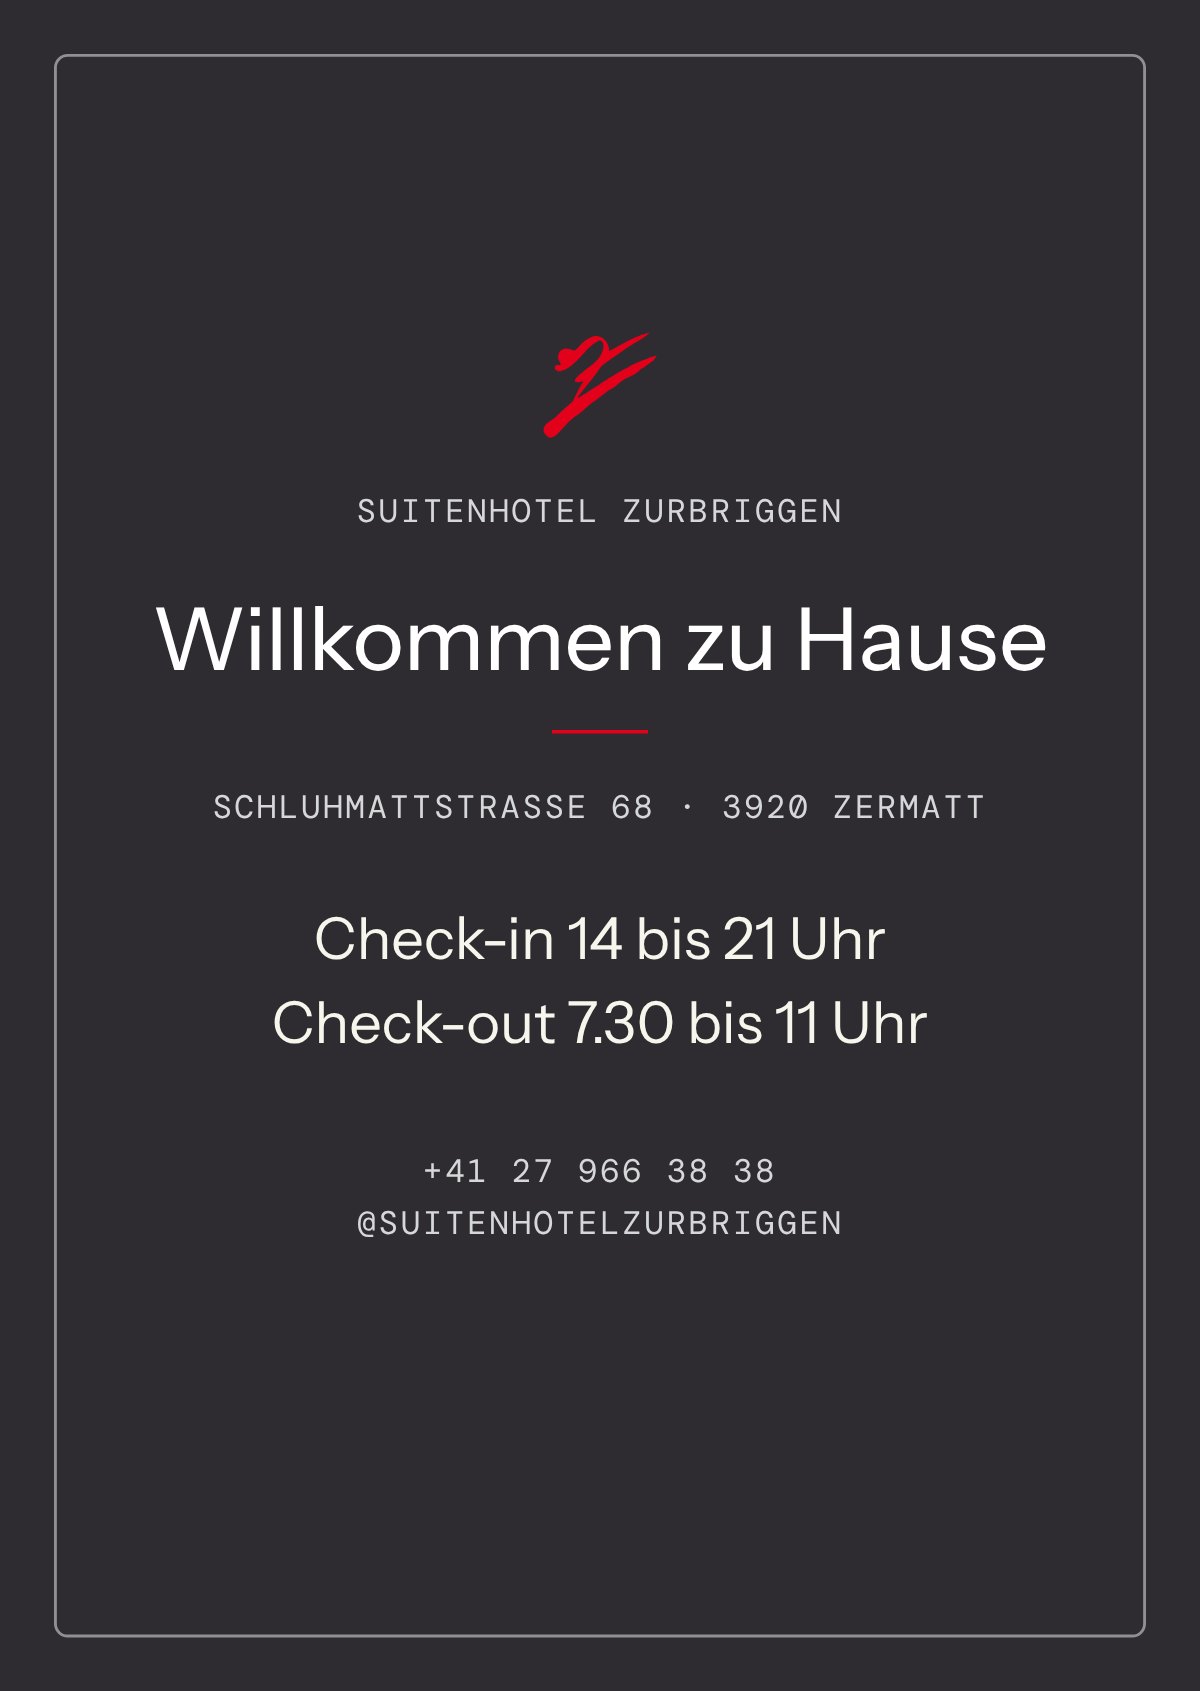 SUITENHOTEL ZURBRIGGEN
Willkommen zu Hause
SCHLUHMATTSTRASSE 68 · 3920 ZERMATT
Check-in 14 bis 21 Uhr
Check-out 7.30 bis 11 Uhr
+41 27 966 38 38
@SUITENHOTELZURBRIGGEN